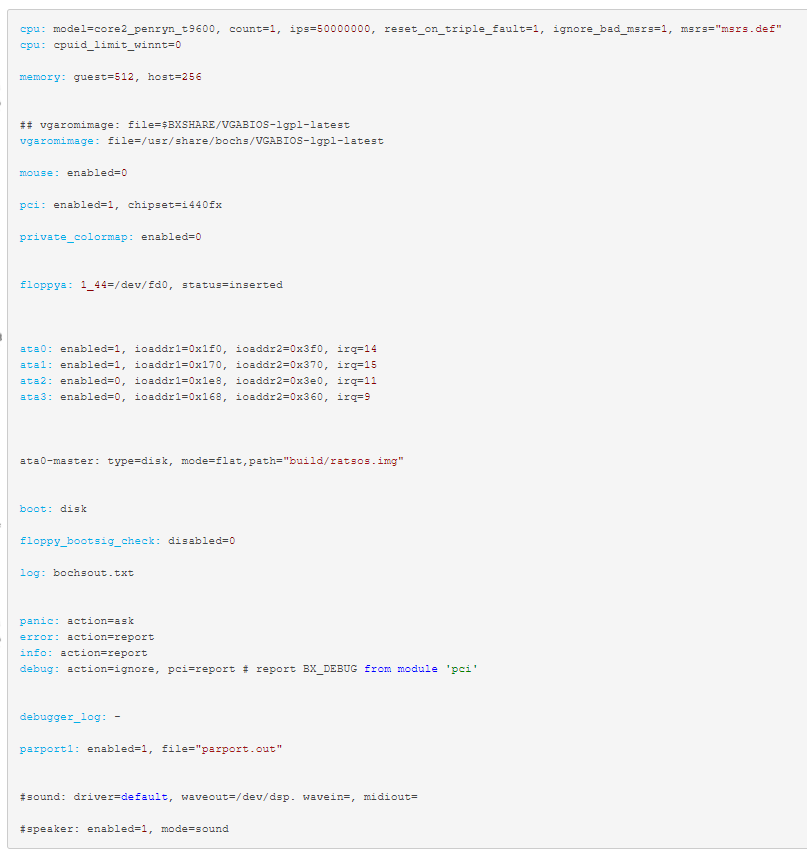 cpu: model=core2_penryn_t9600, count=1, ips=50000000, reset_on_triple_fault=1, ignore_bad_msrs=1, msrs="msrs.def"
cpu: cpuid_limit_winnt=0
memory: guest=512, host=256
## vgaromimage: file=$BXSHARE/VGABIOS-lgpl-latest
vgaromimage: file=/usr/share/bochs/VGABIOS-lgpl-latest
mouse: enabled=0
pci: enabled=1, chipset=i440fx
private_colormap: enabled=0
floppya: 1_44=/dev/fd0, status=inserted
ata0: enabled=1, ioaddr1=0x1f0, ioaddr2=0x3f0, irq=14
ata1: enabled=1, ioaddr1=0x170, ioaddr2=0x370, irq=15
ata2: enabled=0, ioaddr1=0x1e8, ioaddr2=0x3e0, irq=11
ata3: enabled=0, ioaddr1=0x168, ioaddr2=0x360, irq=9
ata0-master: type=disk, mode=flat,path="build/ratsos.img"
boot: disk
floppy_bootsig_check: disabled=0
log: bochsout.txt
panic: action=ask
error: action=report
info: action=report
debug: action=ignore, pci=report # report BX_DEBUG from module 'pci'
debugger_log: -
parport1: enabled=1, file="parport.out"
#sound: driver=default, waveout=/dev/dsp. wavein=, midiout=
#speaker: enabled=1, mode=sound